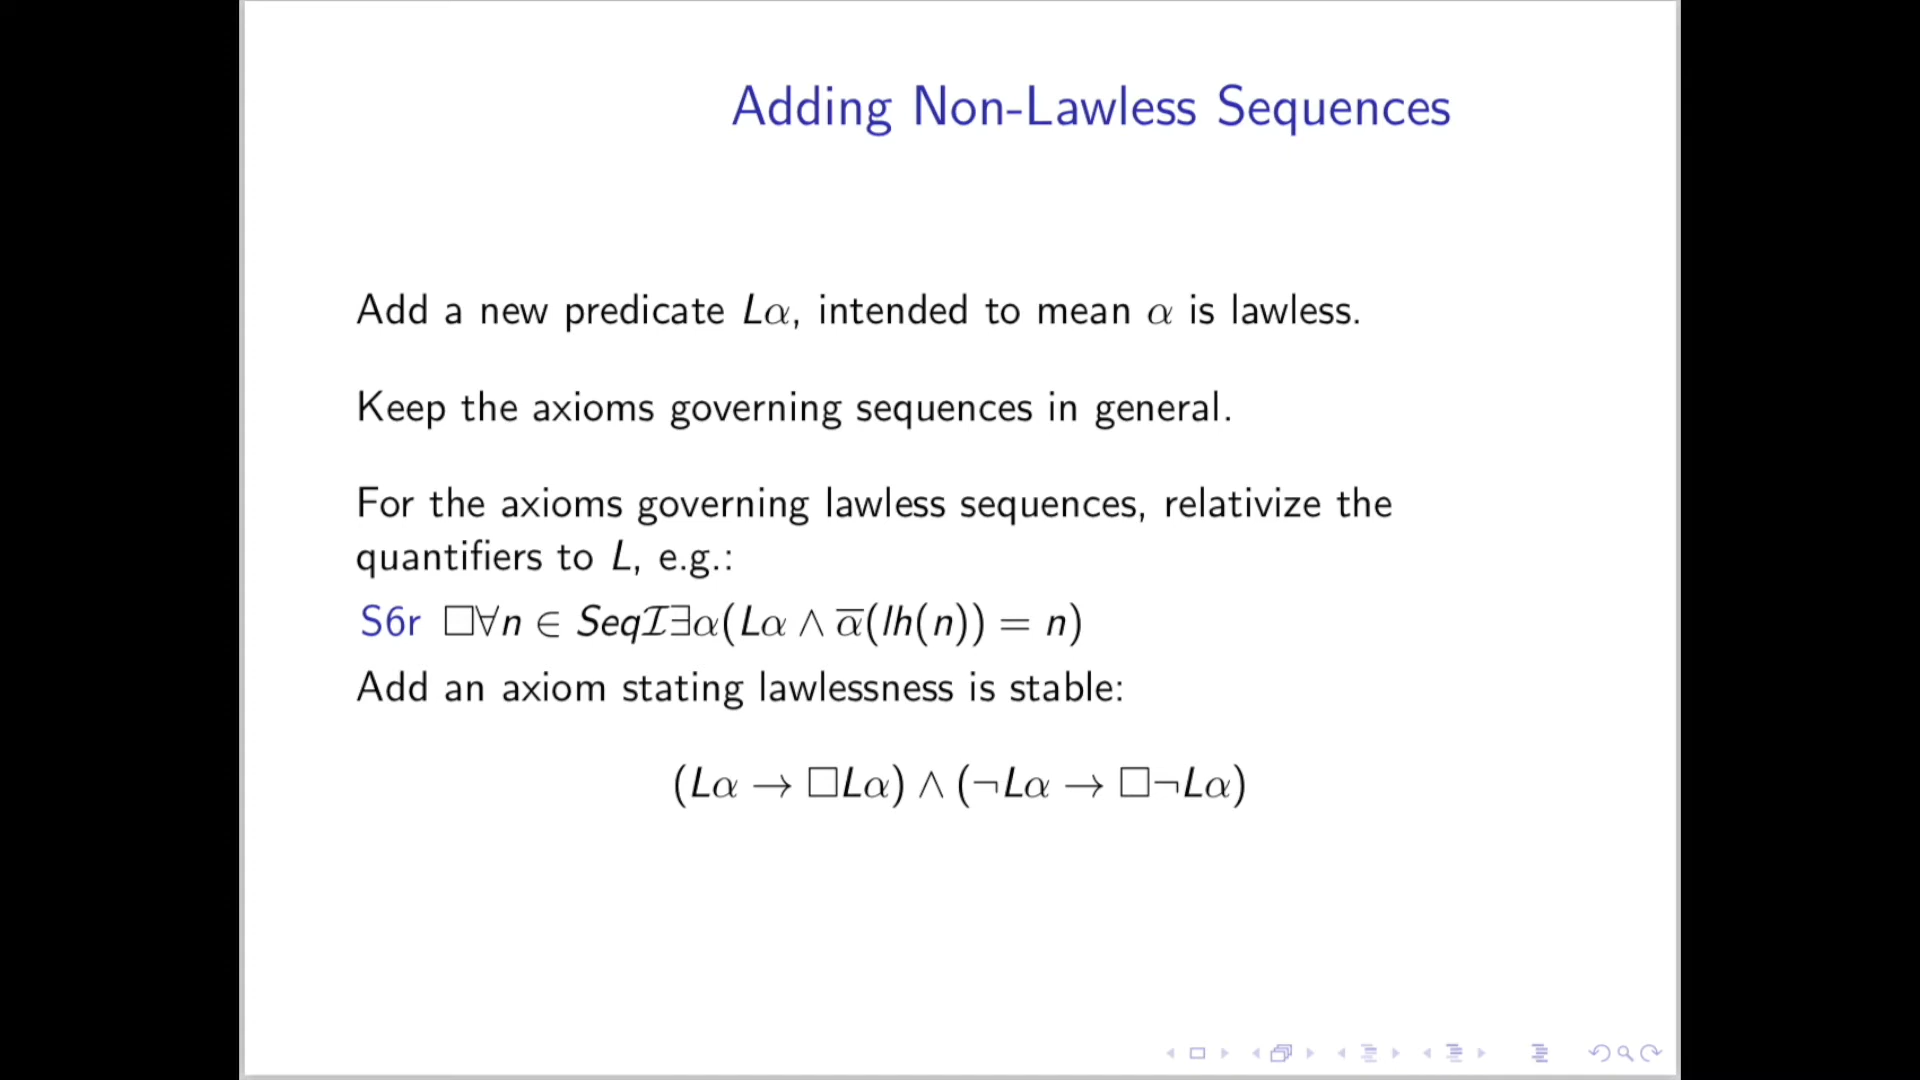 Adding Non-Lawless Sequences
Add a new predicate Lα, intended to mean α is lawless.
Keep the axioms governing sequences in general.
For the axioms governing lawless sequences, relativize the
quantifiers to L, e.g.:
S6r □∀n ∈ Seqℐ∃α(Lα ∧ α̅(lh(n)) = n)
Add an axiom stating lawlessness is stable:
(Lα → □Lα) ∧ (¬Lα → □¬Lα)